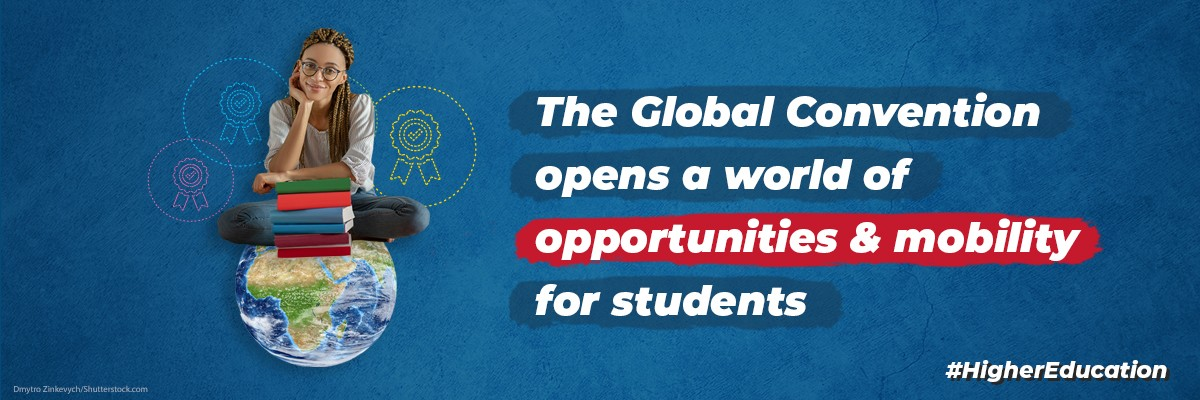 The Global Convention
opens a world of
opportunities & mobility
for students
#HigherEducation
Dmytro Zinkevych/Shutterstock.com